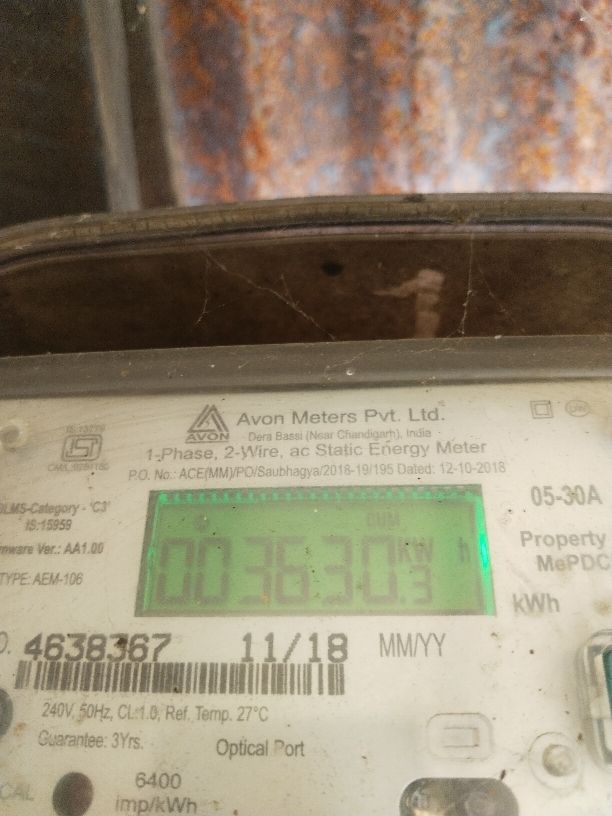 AVON
Avon Meters Pvt. Ltd.
Dera Bassi (Near Chandigarh), India
1-Phase, 2-Wire, ac Static Energy Meter
P.O. No.: ACE(MM)/PO/Saubhagya/2018-19/195 Dated: 12-10-2018
DLMS-Category - 'C3'
IS:15959
Ver.: AA1.00
TYPE: AEM-106
CUM
003630.3 KW h
05-30A
Property
MePDC
kWh
4638367 11/18 MM/YY
240V, 50Hz, CL:1.0, Ref. Temp. 27°C
Guarantee: 3Yrs.
Optical Port
CAL
6400
imp/kWh